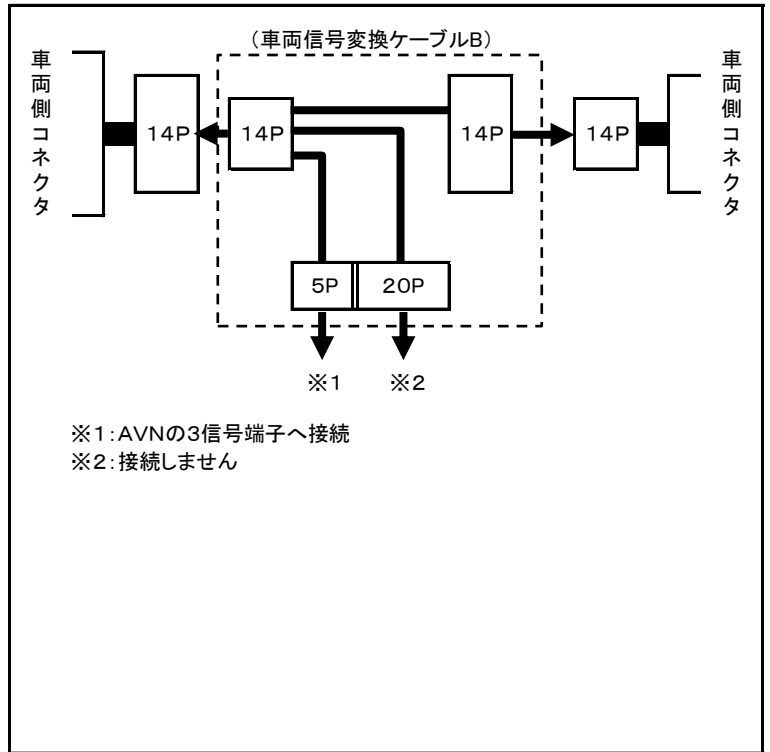 (車両信号変換ケーブルB)
車両側コネクタ
14P
14P
14P
14P
車両側コネクタ
5P
20P
※1
※2
※1:AVNの3信号端子へ接続
※2:接続しません